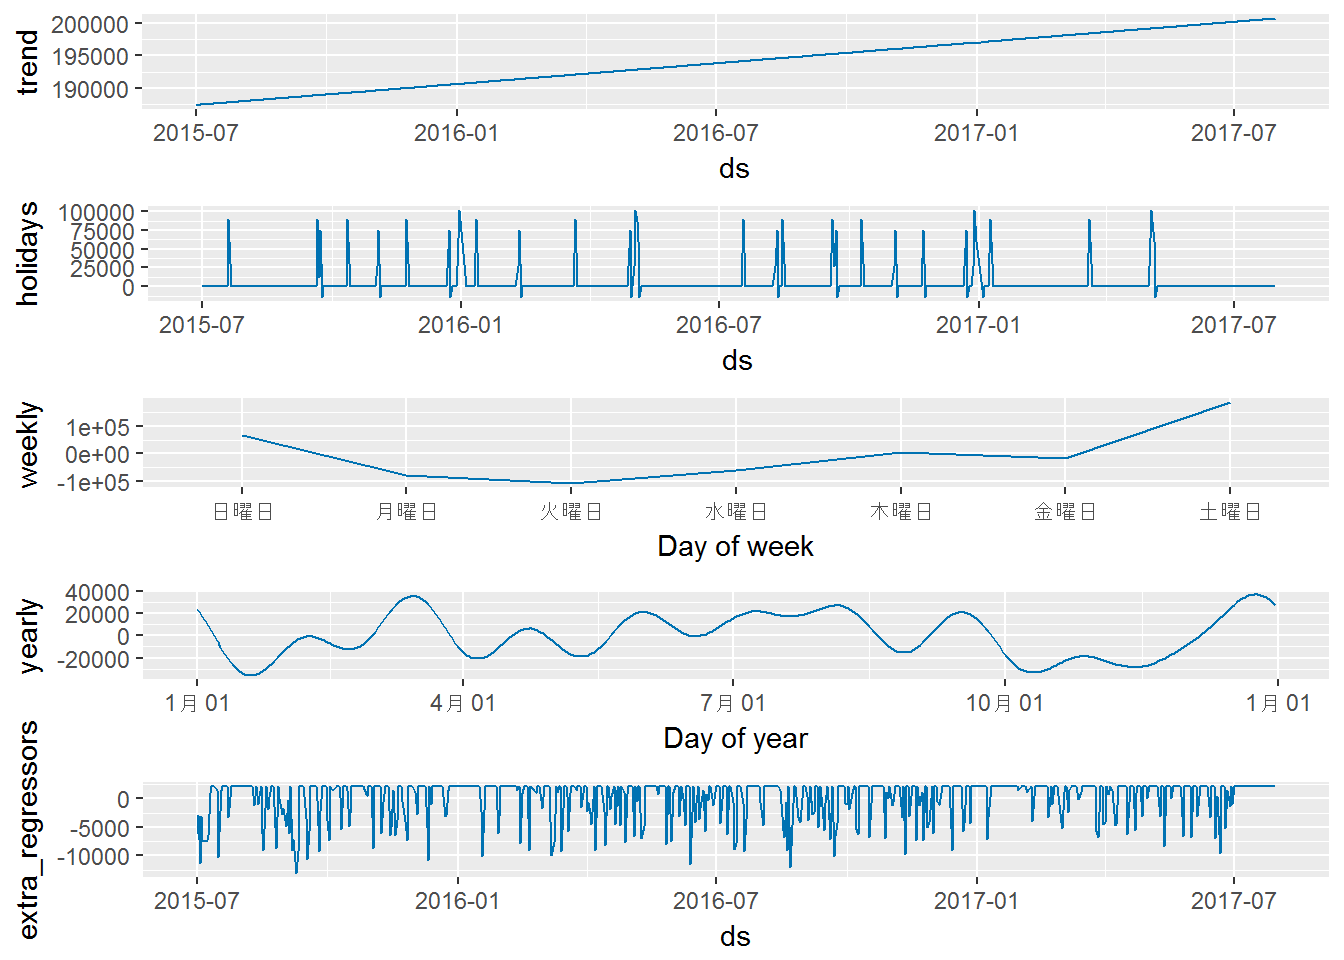 trend
200000
195000
190000
2015-07 2016-01 2016-07 2017-01 2017-07
ds
holidays
100000
75000
50000
25000
0
2015-07 2016-01 2016-07 2017-01 2017-07
ds
weekly
1e+05
0e+00
-1e+05
日曜日 月曜日 火曜日 水曜日 木曜日 金曜日 土曜日
Day of week
yearly
40000
20000
0
-20000
1月 01 4月 01 7月 01 10月 01 1月 01
Day of year
extra_regressors
0
-5000
-10000
2015-07 2016-01 2016-07 2017-01 2017-07
ds